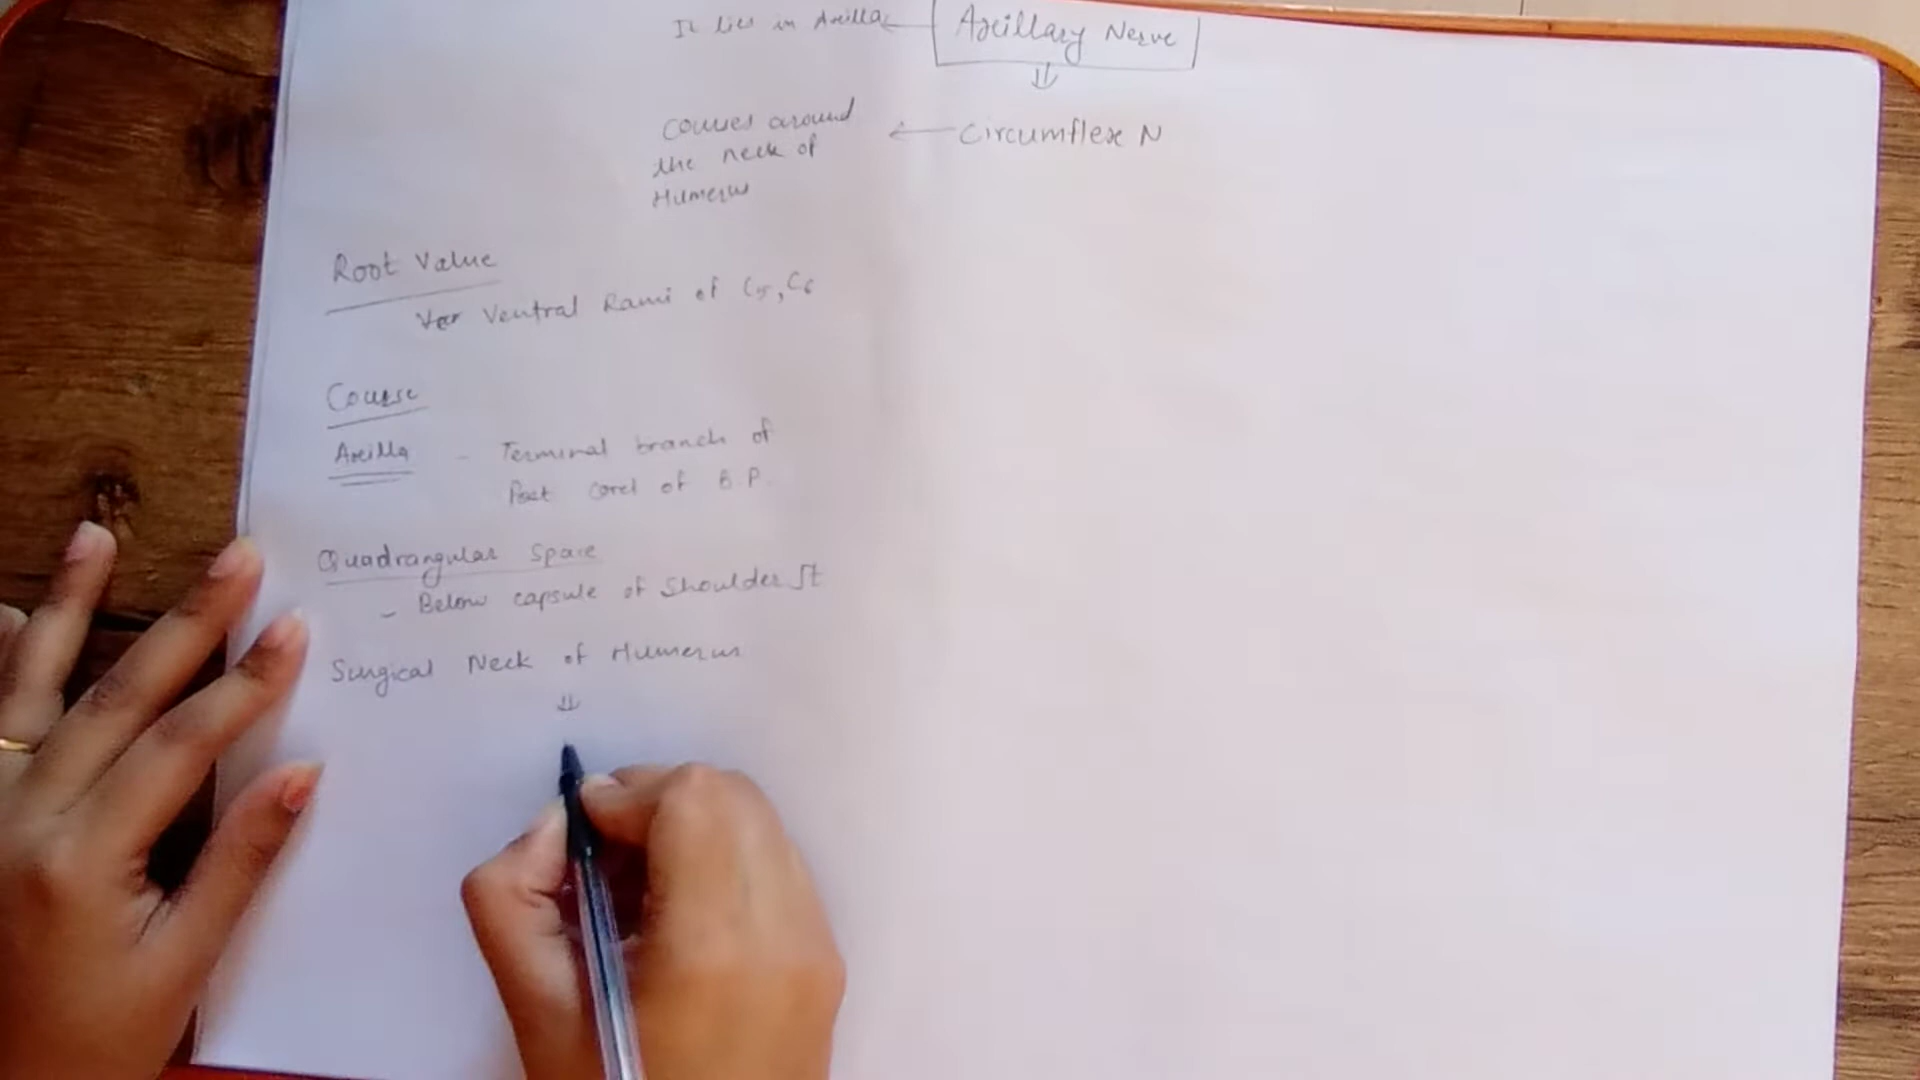 It lies in Axilla ← Axillary Nerve
⇓
Courses around ← Circumflex N
the neck of
Humerus
Root Value
Ventral Rami of C5, C6
Course
Axilla - Terminal branch of
Post cord of B P.
Quadrangular Space
- Below capsule of Shoulder Jt
Surgical Neck of Humerus
⇓